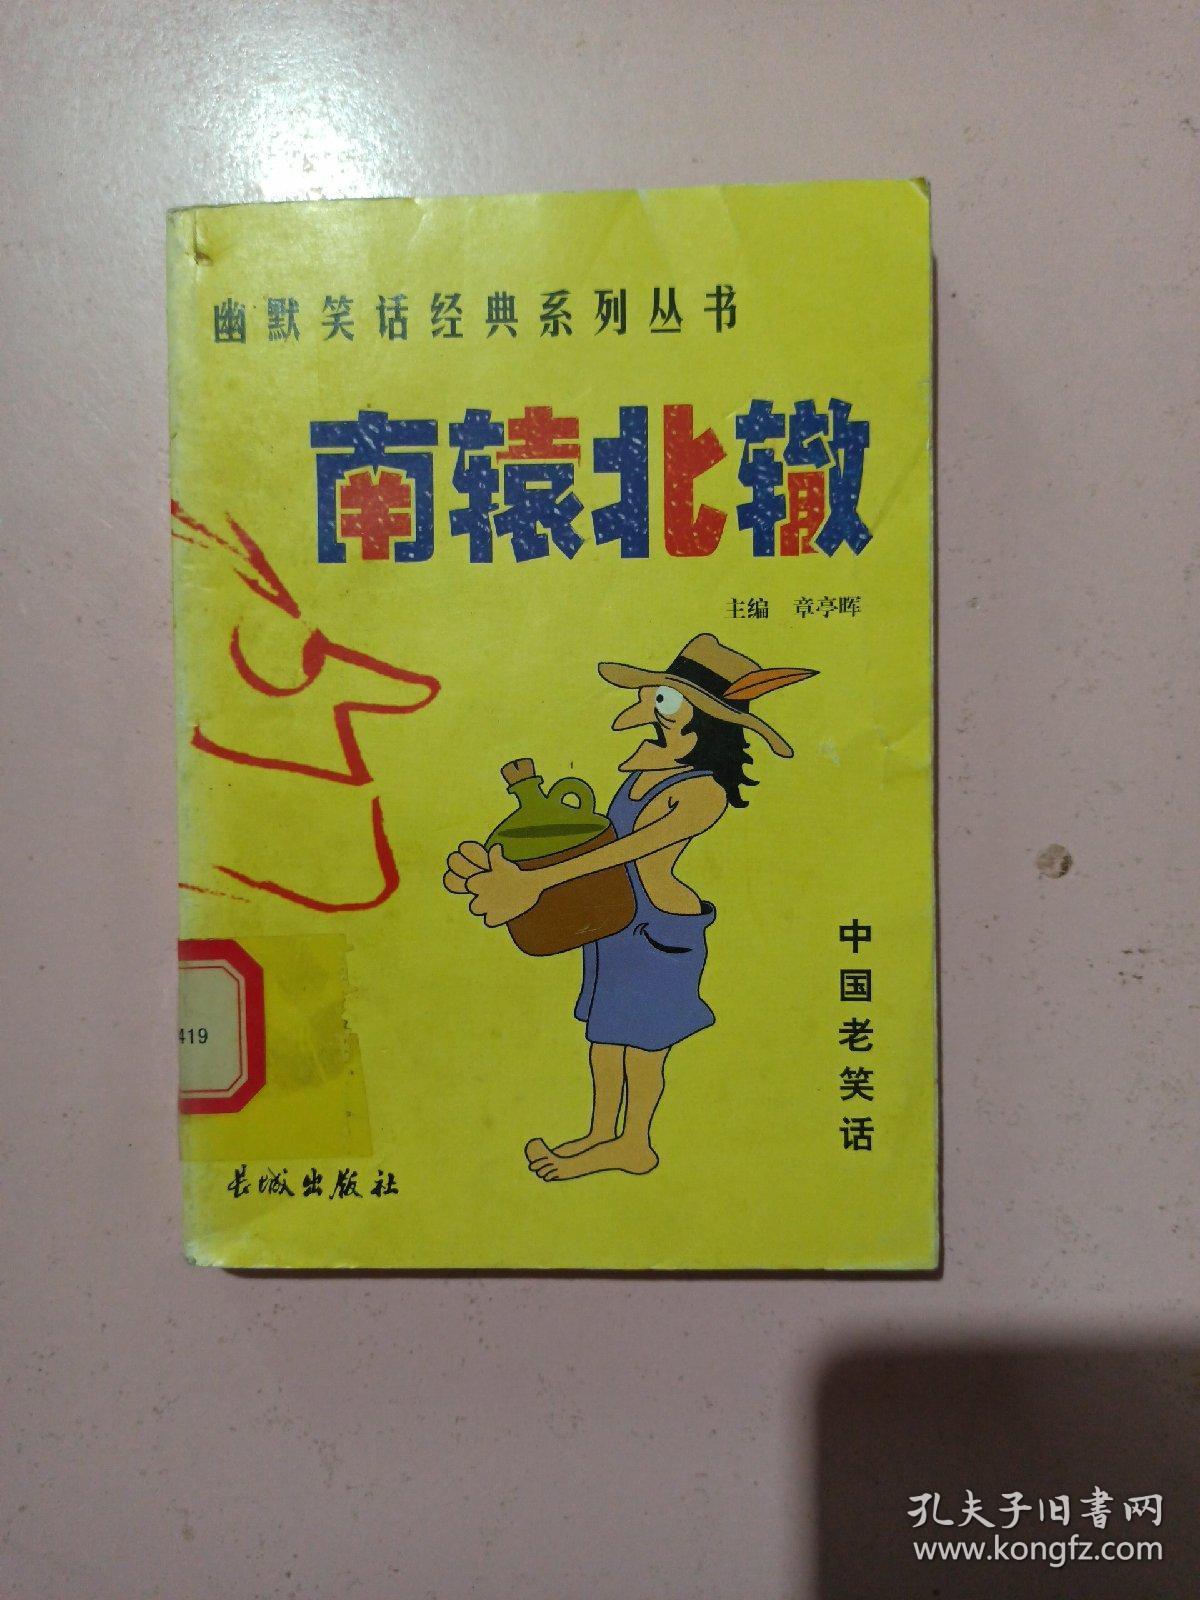 幽默笑话经典系列丛书
南辕北辙
主编 章亭晖
中国老笑话
419
长城出版社
孔夫子旧书网
www.kongfz.com